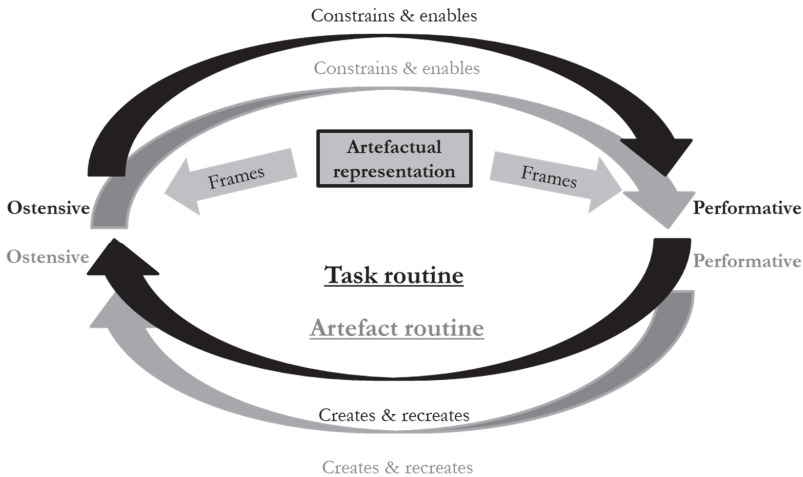 Constrains & enables
Constrains & enables
Artefactual
representation
Frames
Frames
Ostensive
Performative
Ostensive
Performative
Task routine
Artefact routine
Creates & recreates
Creates & recreates